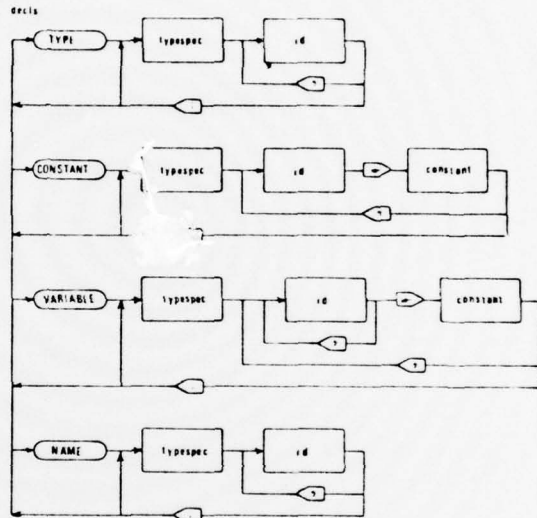 decls
TYPE typespec id
?
CONSTANT typespec id constant
?
VARIABLE typespec id constant
?
?
NAME typespec id
?